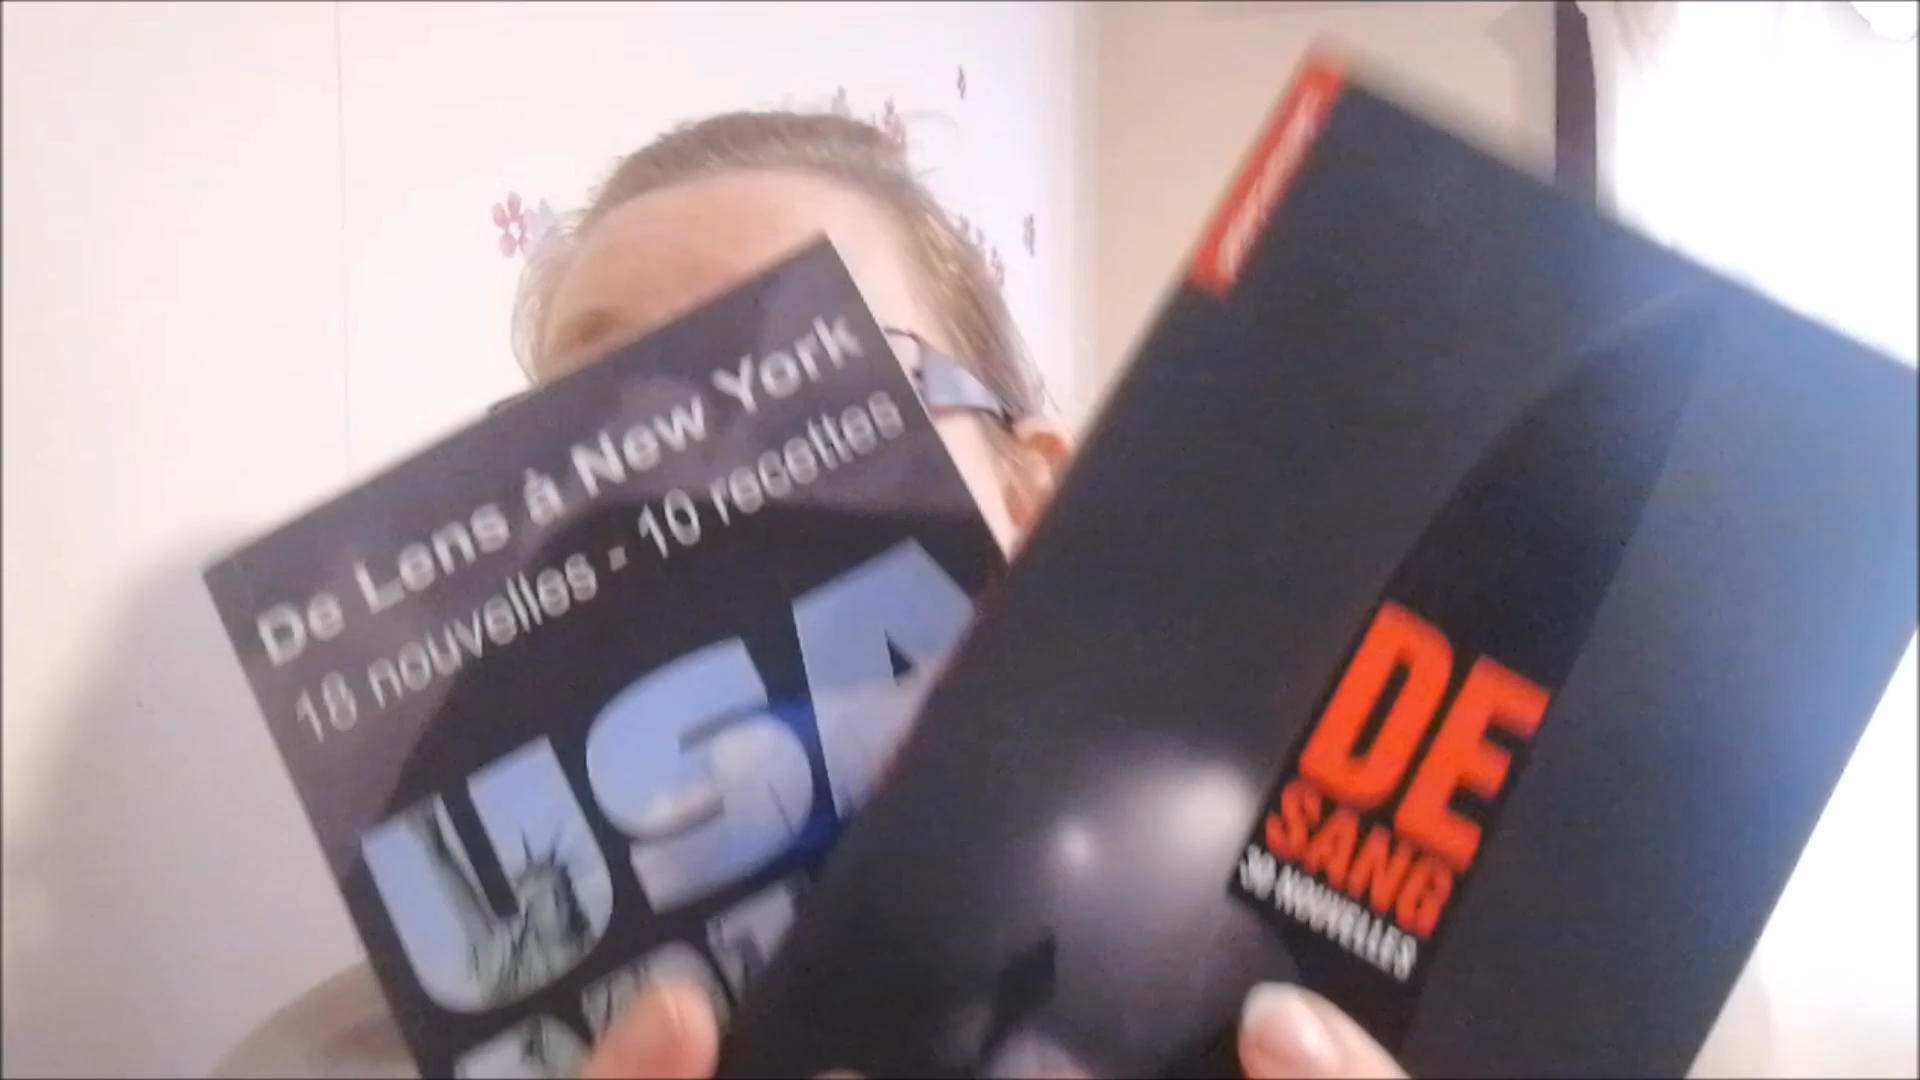 De Lens à New York
18 nouvelles - 10 recettes
USA
DE
SANG
30 NOUVELLES